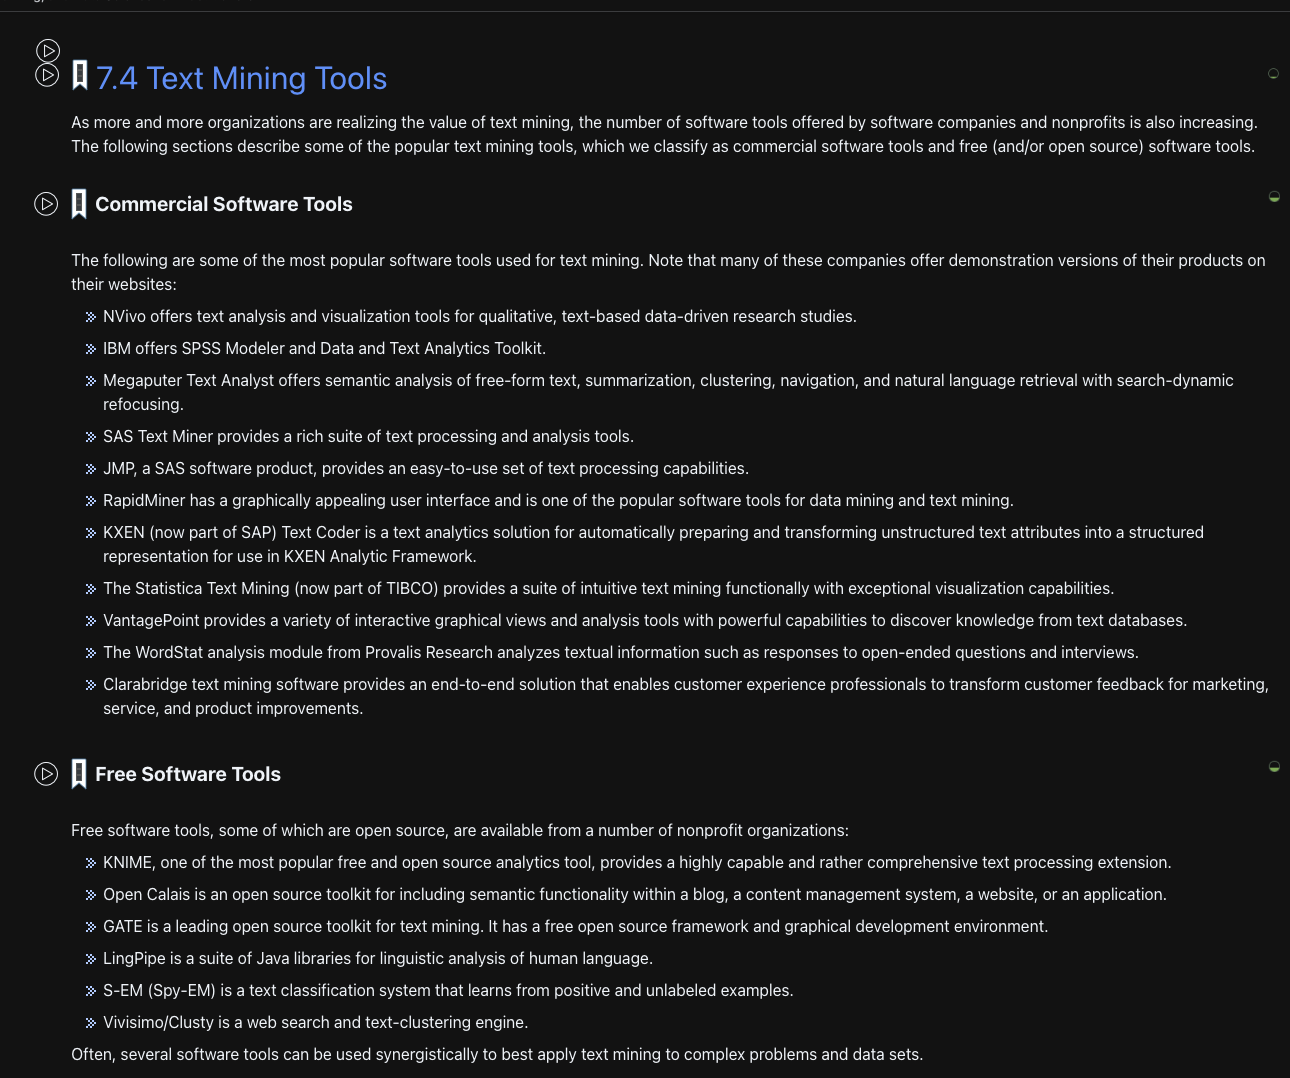 7.4 Text Mining Tools
As more and more organizations are realizing the value of text mining, the number of software tools offered by software companies and nonprofits is also increasing.
The following sections describe some of the popular text mining tools, which we classify as commercial software tools and free (and/or open source) software tools.
Commercial Software Tools
The following are some of the most popular software tools used for text mining. Note that many of these companies offer demonstration versions of their products on
their websites:
NVivo offers text analysis and visualization tools for qualitative, text-based data-driven research studies.
IBM offers SPSS Modeler and Data and Text Analytics Toolkit.
Megaputer Text Analyst offers semantic analysis of free-form text, summarization, clustering, navigation, and natural language retrieval with search-dynamic
refocusing.
SAS Text Miner provides a rich suite of text processing and analysis tools.
JMP, a SAS software product, provides an easy-to-use set of text processing capabilities.
RapidMiner has a graphically appealing user interface and is one of the popular software tools for data mining and text mining.
KXEN (now part of SAP) Text Coder is a text analytics solution for automatically preparing and transforming unstructured text attributes into a structured
representation for use in KXEN Analytic Framework.
The Statistica Text Mining (now part of TIBCO) provides a suite of intuitive text mining functionally with exceptional visualization capabilities.
VantagePoint provides a variety of interactive graphical views and analysis tools with powerful capabilities to discover knowledge from text databases.
The WordStat analysis module from Provalis Research analyzes textual information such as responses to open-ended questions and interviews.
Clarabridge text mining software provides an end-to-end solution that enables customer experience professionals to transform customer feedback for marketing,
service, and product improvements.
Free Software Tools
Free software tools, some of which are open source, are available from a number of nonprofit organizations:
KNIME, one of the most popular free and open source analytics tool, provides a highly capable and rather comprehensive text processing extension.
Open Calais is an open source toolkit for including semantic functionality within a blog, a content management system, a website, or an application.
GATE is a leading open source toolkit for text mining. It has a free open source framework and graphical development environment.
LingPipe is a suite of Java libraries for linguistic analysis of human language.
S-EM (Spy-EM) is a text classification system that learns from positive and unlabeled examples.
Vivisimo/Clusty is a web search and text-clustering engine.
Often, several software tools can be used synergistically to best apply text mining to complex problems and data sets.